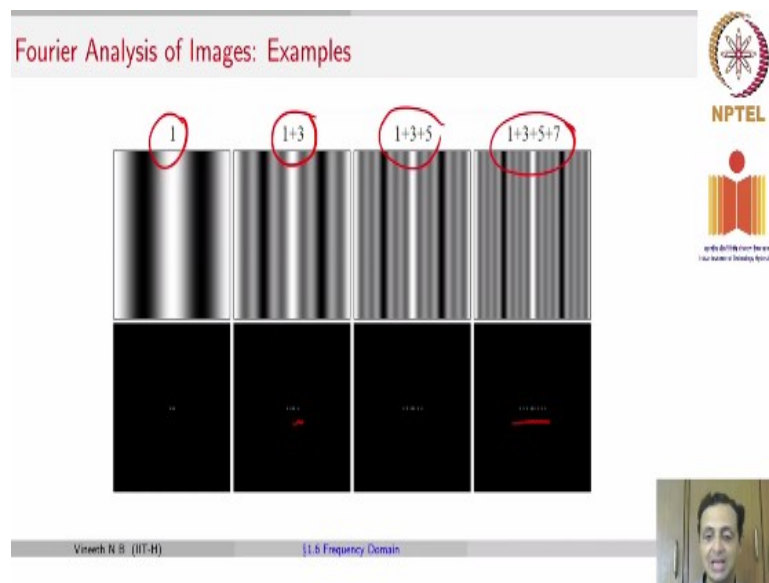 Fourier Analysis of Images: Examples
NPTEL
1
1+3
1+3+5
1+3+5+7
Vineeth N B (IIT-H)
§1.6 Frequency Domain